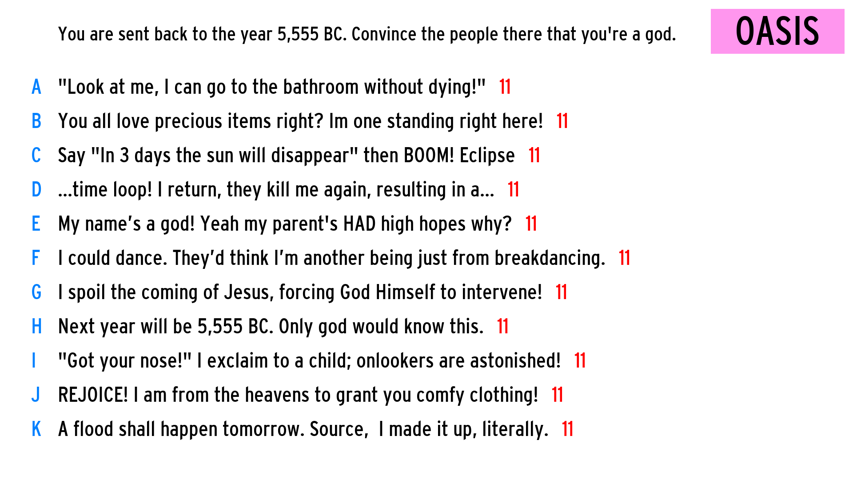 You are sent back to the year 5,555 BC. Convince the people there that you're a god.
OASIS
A "Look at me, I can go to the bathroom without dying!" 11
B You all love precious items right? Im one standing right here! 11
C Say "In 3 days the sun will disappear" then BOOM! Eclipse 11
D ...time loop! I return, they kill me again, resulting in a... 11
E My name’s a god! Yeah my parent's HAD high hopes why? 11
F I could dance. They’d think I’m another being just from breakdancing. 11
G I spoil the coming of Jesus, forcing God Himself to intervene! 11
H Next year will be 5,555 BC. Only god would know this. 11
I "Got your nose!" I exclaim to a child; onlookers are astonished! 11
J REJOICE! I am from the heavens to grant you comfy clothing! 11
K A flood shall happen tomorrow. Source,  I made it up, literally. 11